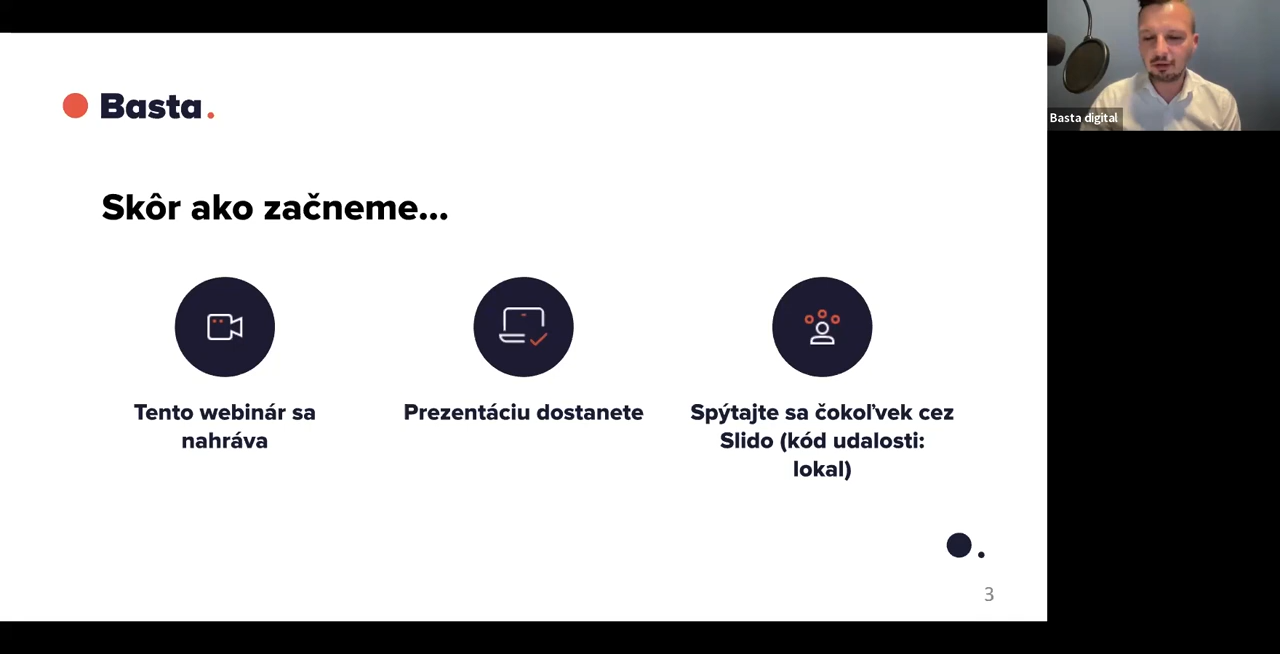 Basta.
Basta digital
Skôr ako začneme...
Tento webinár sa
nahráva
Prezentáciu dostanete
Spýtajte sa čokoľvek cez
Slido (kód udalosti:
lokal)
3